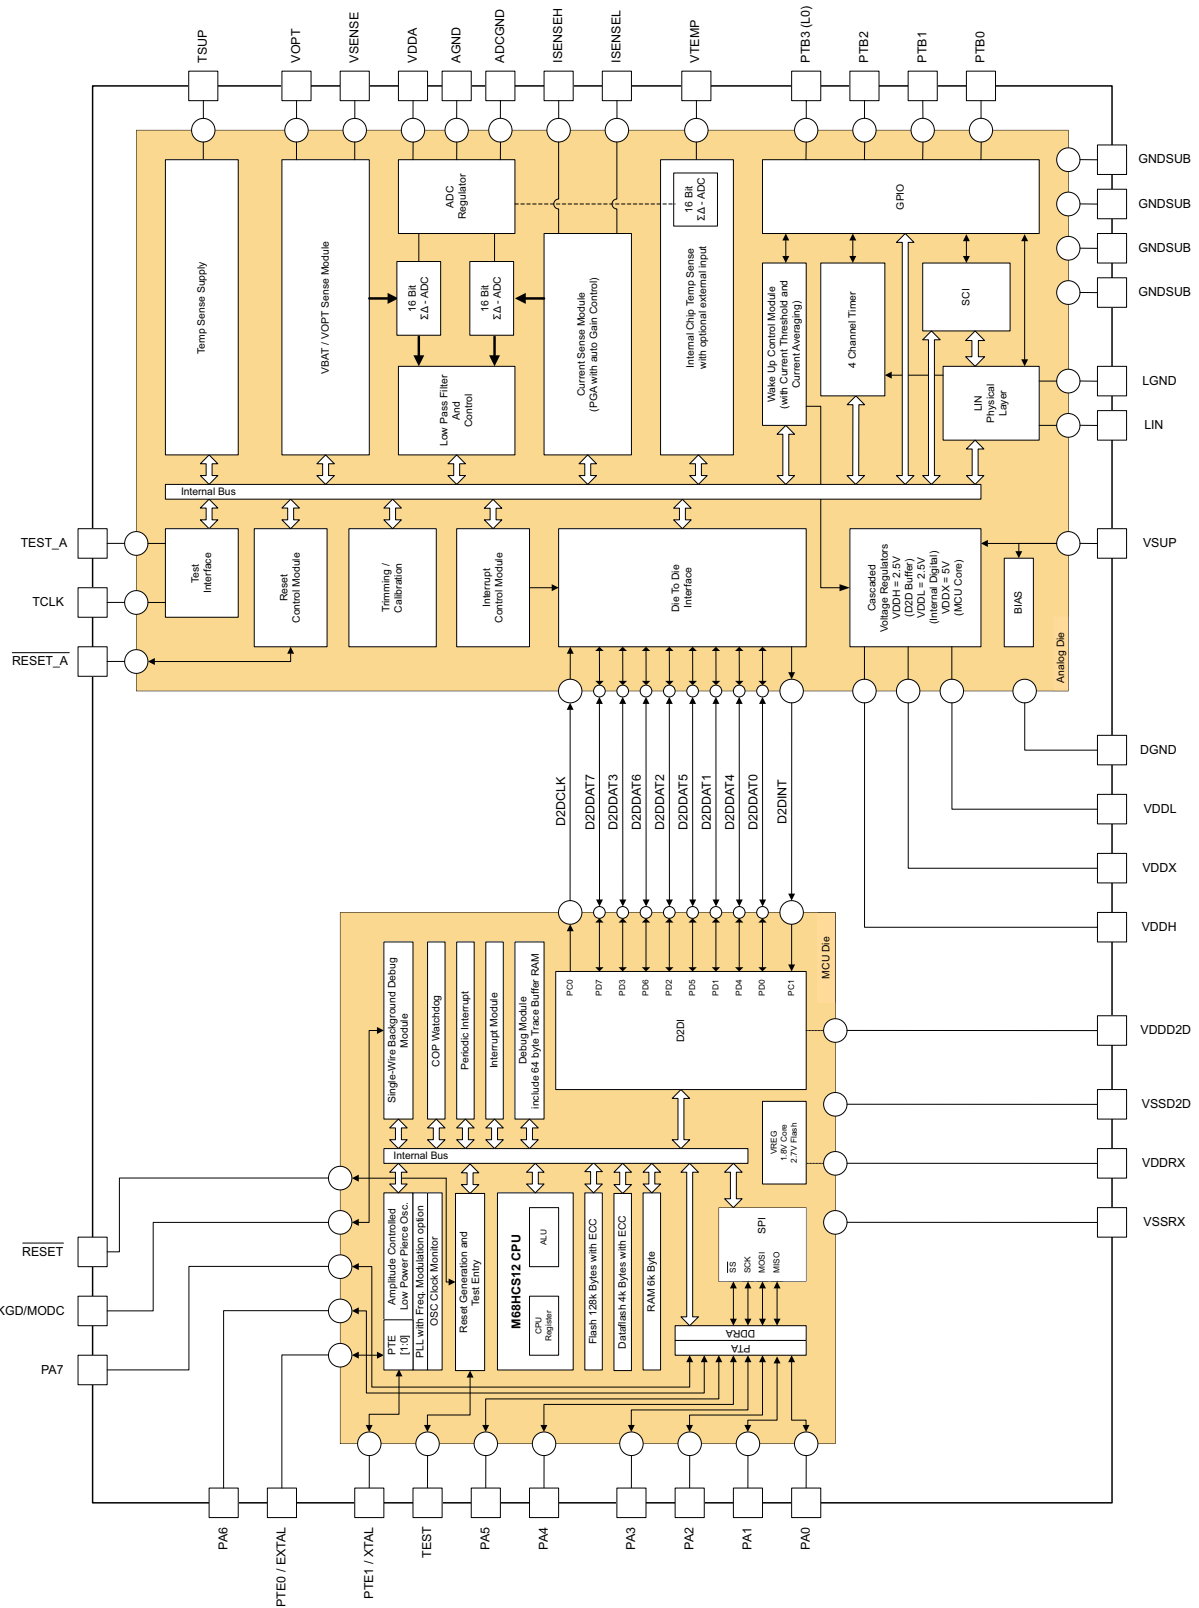 TSUP
VOPT
VSENSE
VDDA
AGND
ADCGND
ISENSEH
ISENSEL
VTEMP
PTB3 (L0)
PTB2
PTB1
PTB0
GNDSUB
GNDSUB
GNDSUB
GNDSUB
LGND
LIN
VSUP
DGND
VDDL
VDDX
VDDH
VDDD2D
VSSD2D
VDDRX
VSSRX
TEST_A
TCLK
RESET_A
RESET
KGD/MODC
PA7
PA6
PTE0 / EXTAL
PTE1 / XTAL
TEST
PA5
PA4
PA3
PA2
PA1
PA0
Temp Sense Supply
VBAT / VOPT Sense Module
ADC
Regulator
16 Bit
ΣΔ - ADC
16 Bit
ΣΔ - ADC
16 Bit
ΣΔ - ADC
Low Pass Filter
And
Control
Current Sense Module
(PGA with auto Gain Control)
Internal Chip Temp Sense
with optional external input
GPIO
Wake Up Control Module
(with Current Threshold and
Current Averaging)
4 Channel Timer
SCI
LIN
Physical
Layer
Internal Bus
Test
Interface
Reset
Control Module
Trimming /
Calibration
Interrupt
Control Module
Die To Die
Interface
Cascaded
Voltage Regulators
VDDH = 2.5V
(D2D Buffer)
VDDL = 2.5V
(Internal Digital)
VDDX = 5V
(MCU Core)
BIAS
Analog Die
D2DCLK
D2DDAT7
D2DDAT3
D2DDAT6
D2DDAT2
D2DDAT5
D2DDAT1
D2DDAT4
D2DDAT0
D2DINT
MCU Die
PC0
PD7
PD3
PD6
PD2
PD5
PD1
PD4
PD0
PC1
D2DI
Single-Wire Background Debug
Module
COP Watchdog
Periodic Interrupt
Interrupt Module
Debug Module
include 64 byte Trace Buffer RAM
VREG
1.8V Core
2.7V Flash
Internal Bus
Amplitude Controlled
Low Power Pierce Osc.
PLL with Freq. Modulation option
OSC Clock Monitor
PTE
[1:0]
Reset Generation and
Test Entry
M68HCS12 CPU
ALU
CPU
Register
Flash 128k Bytes with ECC
Dataflash 4k Bytes with ECC
RAM 6k Byte
SPI
SS
SCK
MOSI
MISO
DDRA
PTA